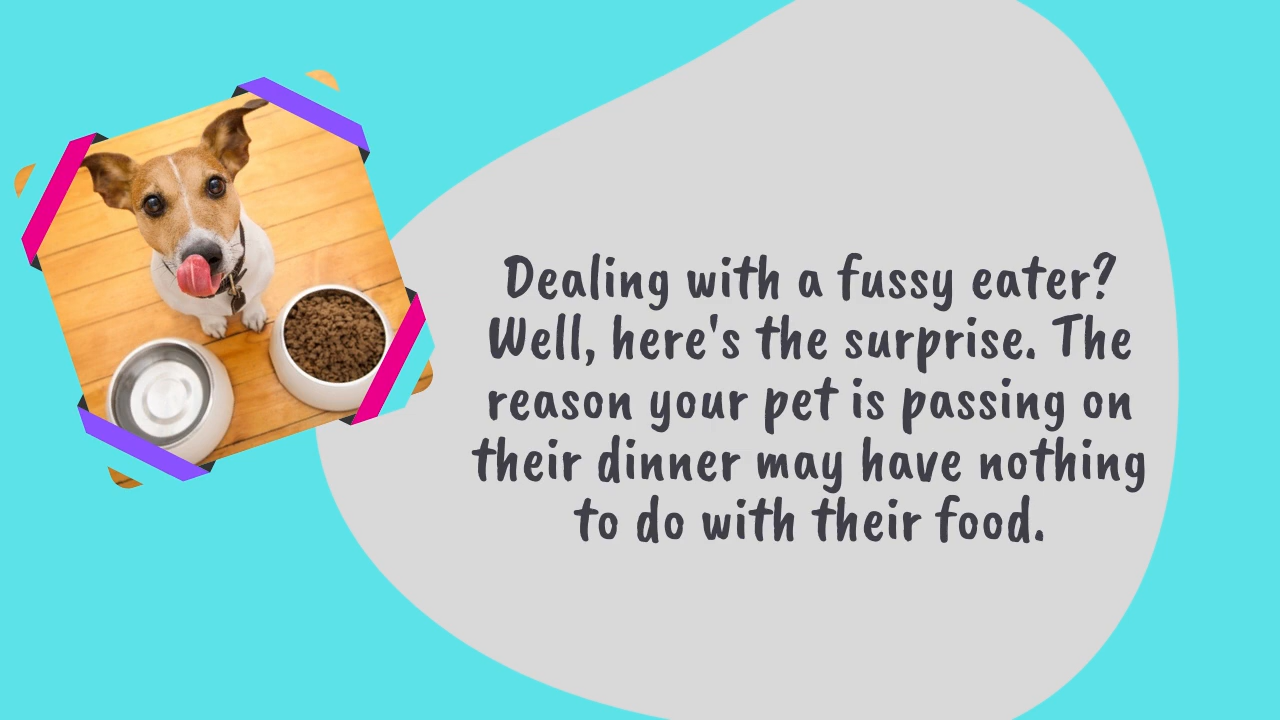 Dealing with a fussy eater?
Well, here's the surprise. The
reason your pet is passing on
their dinner may have nothing
to do with their food.